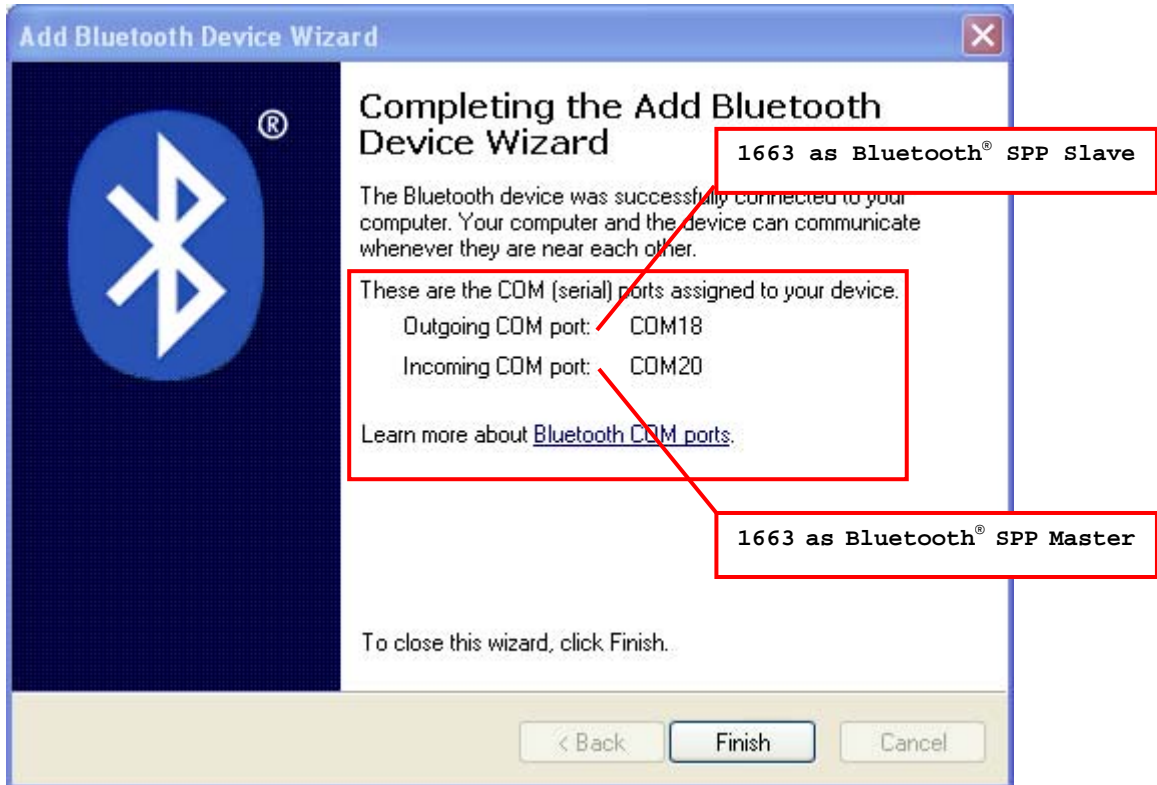 Add Bluetooth Device Wizard
®
Completing the Add Bluetooth
Device Wizard
1663 as Bluetooth® SPP Slave
The Bluetooth device was successfully connected to your
computer. Your computer and the device can communicate
whenever they are near each other.
These are the COM (serial) ports assigned to your device.
Outgoing COM port: COM18
Incoming COM port: COM20
Learn more about Bluetooth COM ports.
1663 as Bluetooth® SPP Master
To close this wizard, click Finish.
< Back Finish Cancel